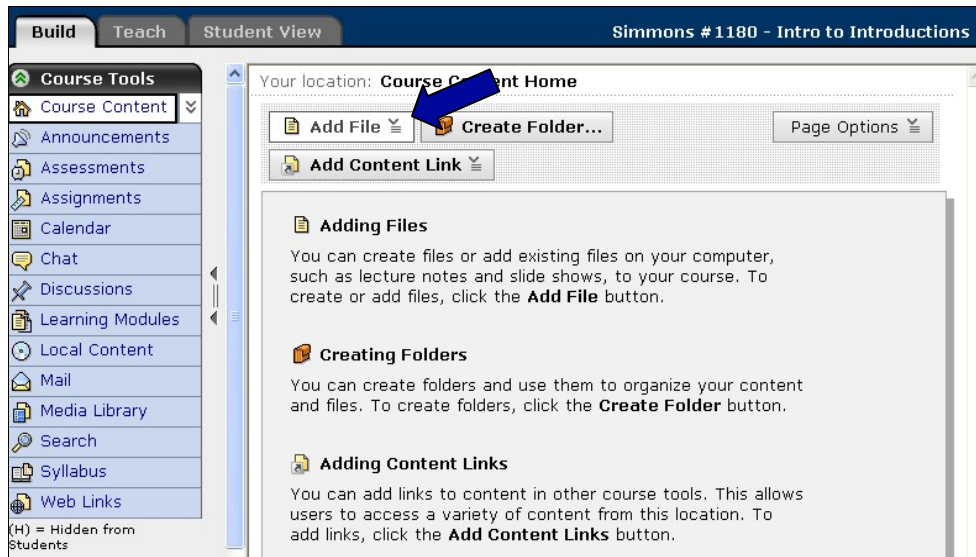 Build Teach Student View Simmons #1180 - Intro to Introductions
Course Tools
Course Content
Announcements
Assessments
Assignments
Calendar
Chat
Discussions
Learning Modules
Local Content
Mail
Media Library
Search
Syllabus
Web Links
(H) = Hidden from
Students
Your location: Course Content Home
Add File Create Folder... Page Options
Add Content Link
Adding Files
You can create files or add existing files on your computer,
such as lecture notes and slide shows, to your course. To
create or add files, click the Add File button.
Creating Folders
You can create folders and use them to organize your content
and files. To create folders, click the Create Folder button.
Adding Content Links
You can add links to content in other course tools. This allows
users to access a variety of content from this location. To
add links, click the Add Content Links button.